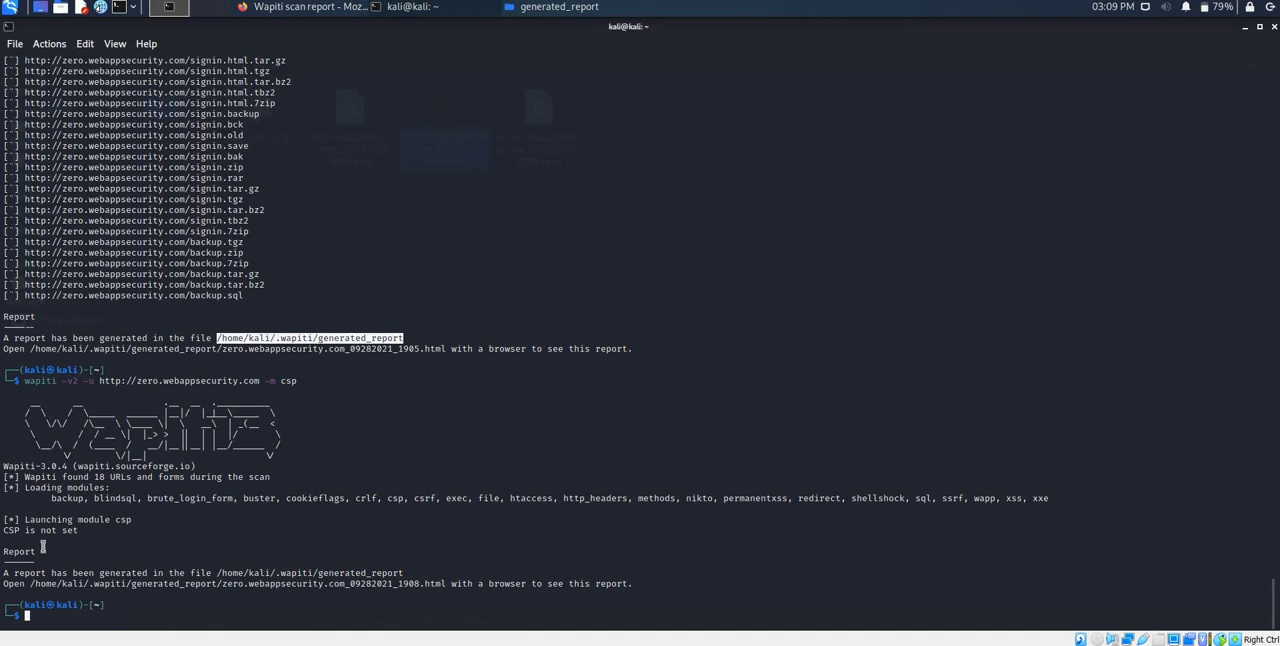 Wapiti scan report - Moz...
kali@kali: ~
generated_report
03:09 PM
79%
kali@kali: ~
File Actions Edit View Help
[¨] http://zero.webappsecurity.com/signin.html.tar.gz
[¨] http://zero.webappsecurity.com/signin.html.tgz
[¨] http://zero.webappsecurity.com/signin.html.tar.bz2
[¨] http://zero.webappsecurity.com/signin.html.tbz2
[¨] http://zero.webappsecurity.com/signin.html.7zip
[¨] http://zero.webappsecurity.com/signin.backup
[¨] http://zero.webappsecurity.com/signin.bck
[¨] http://zero.webappsecurity.com/signin.old
[¨] http://zero.webappsecurity.com/signin.save
[¨] http://zero.webappsecurity.com/signin.bak
[¨] http://zero.webappsecurity.com/signin.zip
[¨] http://zero.webappsecurity.com/signin.rar
[¨] http://zero.webappsecurity.com/signin.tar.gz
[¨] http://zero.webappsecurity.com/signin.tgz
[¨] http://zero.webappsecurity.com/signin.tar.bz2
[¨] http://zero.webappsecurity.com/signin.tbz2
[¨] http://zero.webappsecurity.com/signin.7zip
[¨] http://zero.webappsecurity.com/backup.tgz
[¨] http://zero.webappsecurity.com/backup.zip
[¨] http://zero.webappsecurity.com/backup.7zip
[¨] http://zero.webappsecurity.com/backup.tar.gz
[¨] http://zero.webappsecurity.com/backup.tar.bz2
[¨] http://zero.webappsecurity.com/backup.sql
Report
------
A report has been generated in the file /home/kali/.wapiti/generated_report
Open /home/kali/.wapiti/generated_report/zero.webappsecurity.com_09282021_1905.html with a browser to see this report.
┌──(kali㉿kali)-[~]
└─$ wapiti -v2 -u http://zero.webappsecurity.com -m csp
Wapiti3
Wapiti-3.0.4 (wapiti.sourceforge.io)
[*] Wapiti found 18 URLs and forms during the scan
[*] Loading modules:
backup, blindsql, brute_login_form, buster, cookieflags, crlf, csp, csrf, exec, file, htaccess, http_headers, methods, nikto, permanentxss, redirect, shellshock, sql, ssrf, wapp, xss, xxe
[*] Launching module csp
CSP is not set
Report
------
A report has been generated in the file /home/kali/.wapiti/generated_report
Open /home/kali/.wapiti/generated_report/zero.webappsecurity.com_09282021_1908.html with a browser to see this report.
┌──(kali㉿kali)-[~]
└─$
Right Ctrl